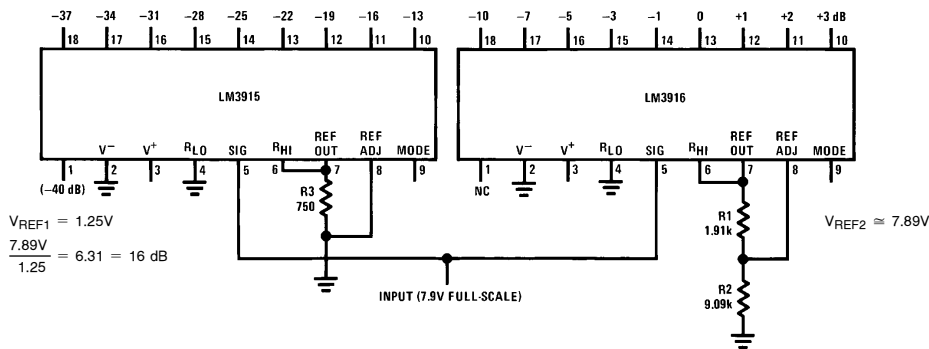 −37 −34 −31 −28 −25 −22 −19 −16 −13
18 17 16 15 14 13 12 11 10
LM3915
V− V+ RLO SIG RHI REF OUT REF ADJ MODE
1 2 3 4 5 6 7 8 9
(−40 dB)
R3
750
VREF1 = 1.25V
7.89V / 1.25 = 6.31 = 16 dB
−10 −7 −5 −3 −1 0 +1 +2 +3 dB
18 17 16 15 14 13 12 11 10
LM3916
V− V+ RLO SIG RHI REF OUT REF ADJ MODE
1 2 3 4 5 6 7 8 9
NC
R1
1.91k
R2
9.09k
VREF2 ≃ 7.89V
INPUT (7.9V FULL-SCALE)